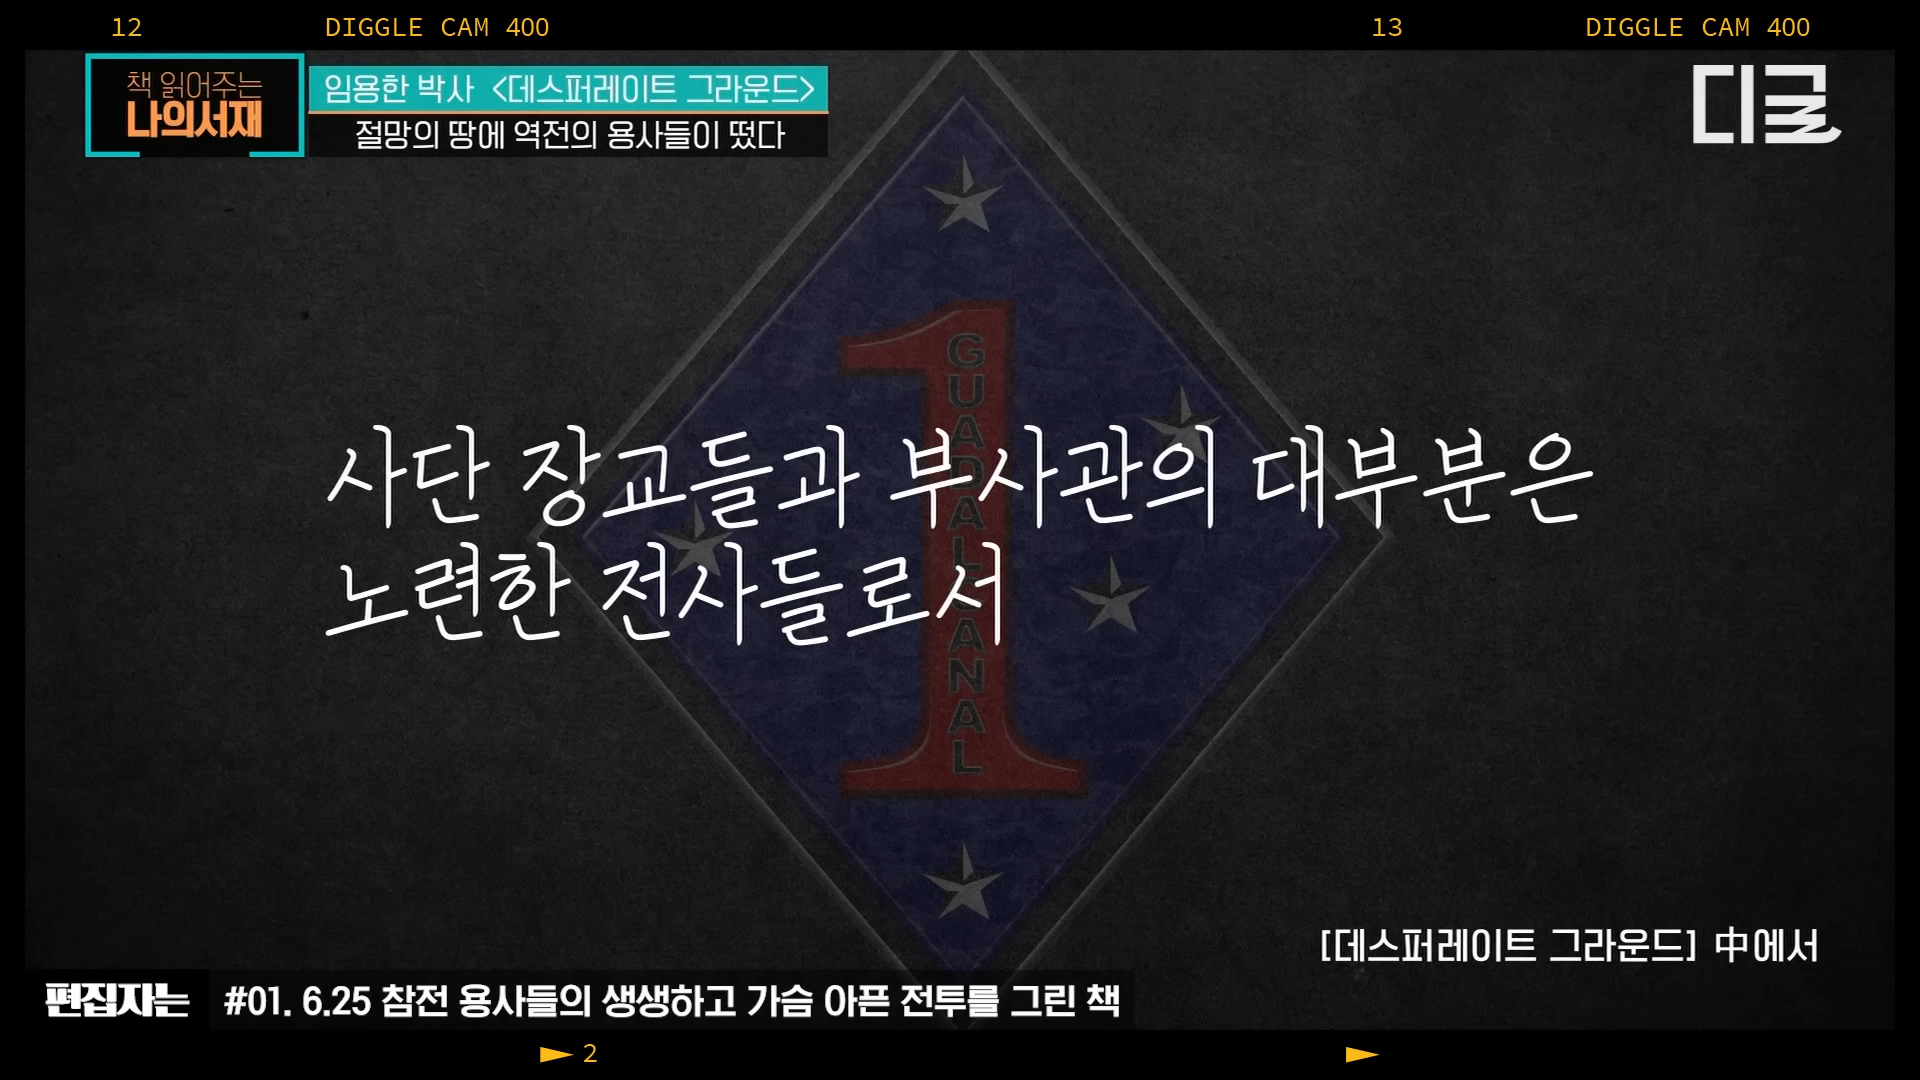 12 DIGGLE CAM 400 13 DIGGLE CAM 400
책 읽어주는
나의서재
임용한 박사 <데스퍼레이트 그라운드>
절망의 땅에 역전의 용사들이 떴다
디글
GUADALCANAL
사단 장교들과 부사관의 대부분은
노련한 전사들로서
[데스퍼레이트 그라운드] 中에서
편집자는 #01. 6.25 참전 용사들의 생생하고 가슴 아픈 전투를 그린 책
2